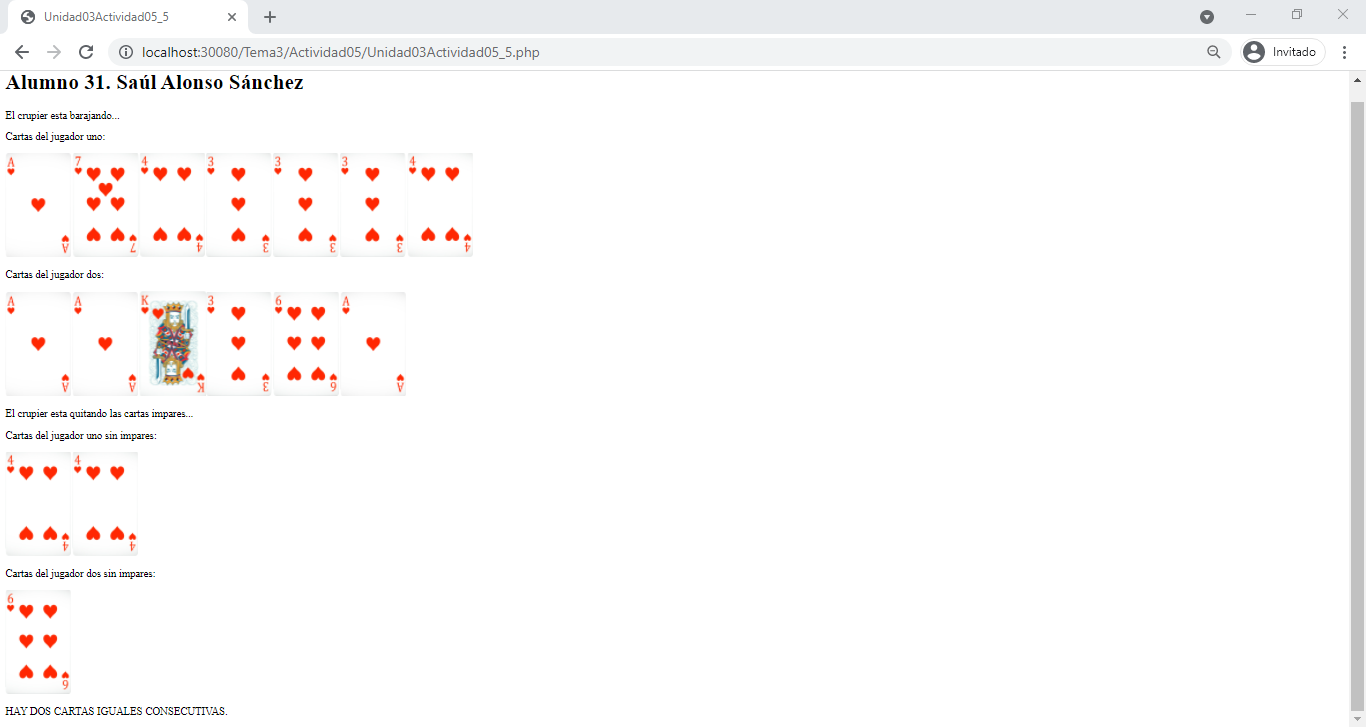 Unidad03Actividad05_5
localhost:30080/Tema3/Actividad05/Unidad03Actividad05_5.php
Invitado
Alumno 31. Saúl Alonso Sánchez
El crupier esta barajando...
Cartas del jugador uno:
A 7 4 3 3 3 4
A 7 4 3 3 3 4
Cartas del jugador dos:
A A K 3 6 A
A A K 3 6 A
El crupier esta quitando las cartas impares...
Cartas del jugador uno sin impares:
4 4
4 4
Cartas del jugador dos sin impares:
6
6
HAY DOS CARTAS IGUALES CONSECUTIVAS.